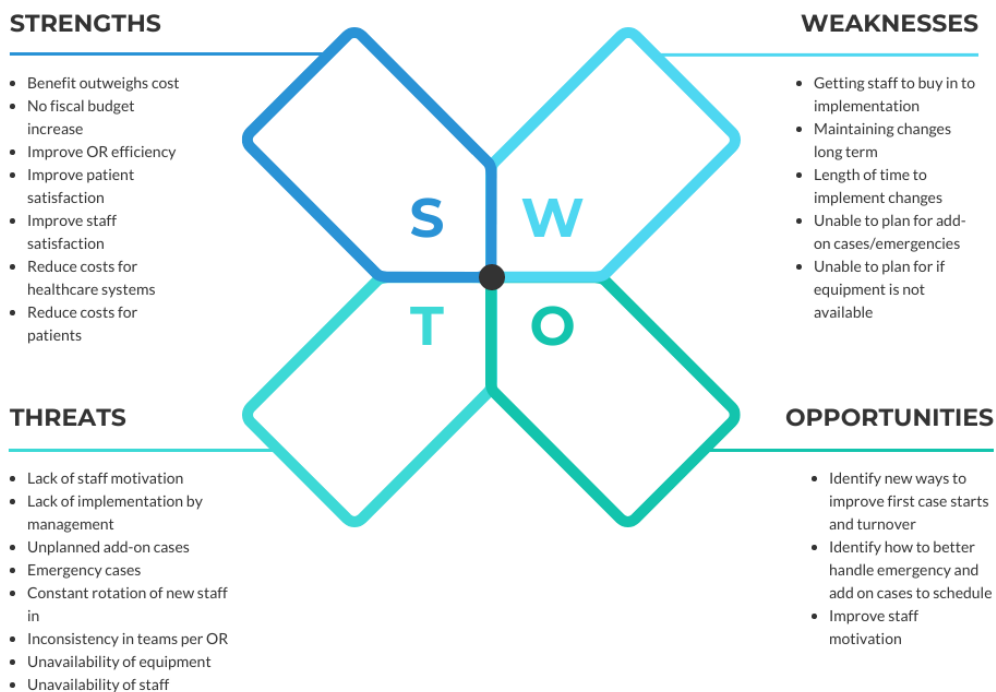 STRENGTHS
Benefit outweighs cost
No fiscal budget
increase
Improve OR efficiency
Improve patient
satisfaction
Improve staff
satisfaction
Reduce costs for
healthcare systems
Reduce costs for
patients
WEAKNESSES
Getting staff to buy in to
implementation
Maintaining changes
long term
Length of time to
implement changes
Unable to plan for add-
on cases/emergencies
Unable to plan for if
equipment is not
available
S
W
T
O
THREATS
Lack of staff motivation
Lack of implementation by
management
Unplanned add-on cases
Emergency cases
Constant rotation of new staff
in
Inconsistency in teams per OR
Unavailability of equipment
Unavailability of staff
OPPORTUNITIES
Identify new ways to
improve first case starts
and turnover
Identify how to better
handle emergency and
add on cases to schedule
Improve staff
motivation